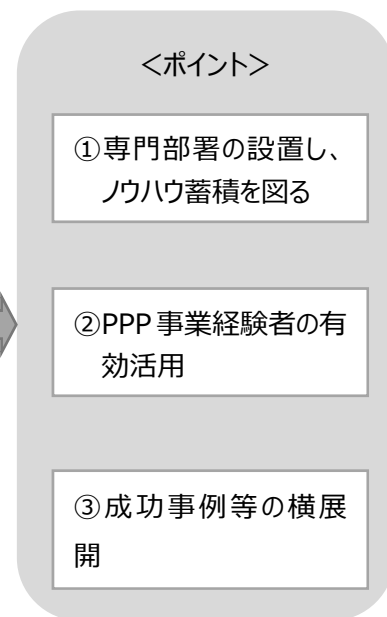 ＜ポイント＞
①専門部署の設置し、
ノウハウ蓄積を図る
②PPP事業経験者の有
効活用
③成功事例等の横展
開